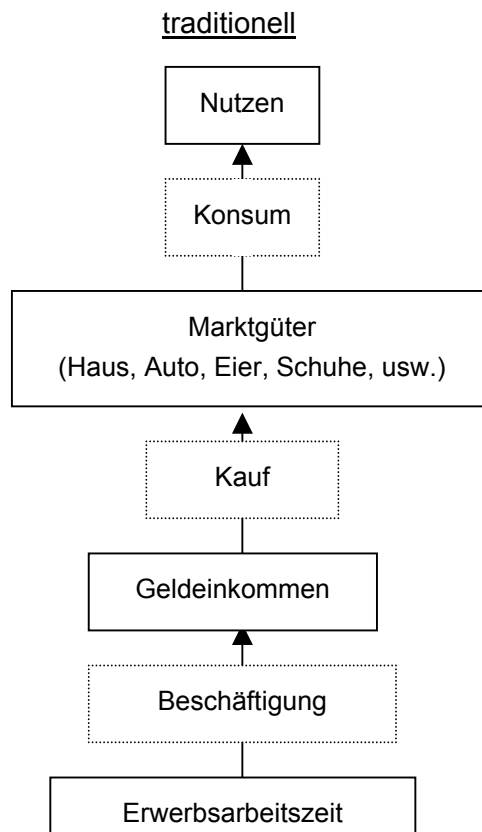 traditionell
Nutzen
Konsum
Marktgüter
(Haus, Auto, Eier, Schuhe, usw.)
Kauf
Geldeinkommen
Beschäftigung
Erwerbsarbeitszeit